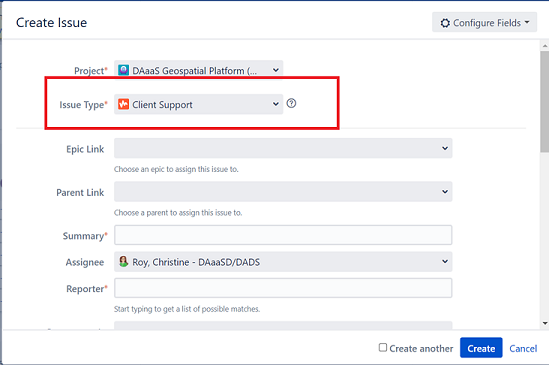 Create Issue
Configure Fields
Project* DAaaS Geospatial Platform (...
Issue Type* Client Support
Epic Link
Choose an epic to assign this issue to.
Parent Link
Choose a parent to assign this issue to.
Summary*
Assignee Roy, Christine - DAaaSD/DADS
Reporter*
Start typing to get a list of possible matches.
Create another Create Cancel